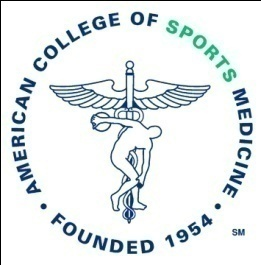 • AMERICAN COLLEGE OF SPORTS MEDICINE •
FOUNDED 1954
SM